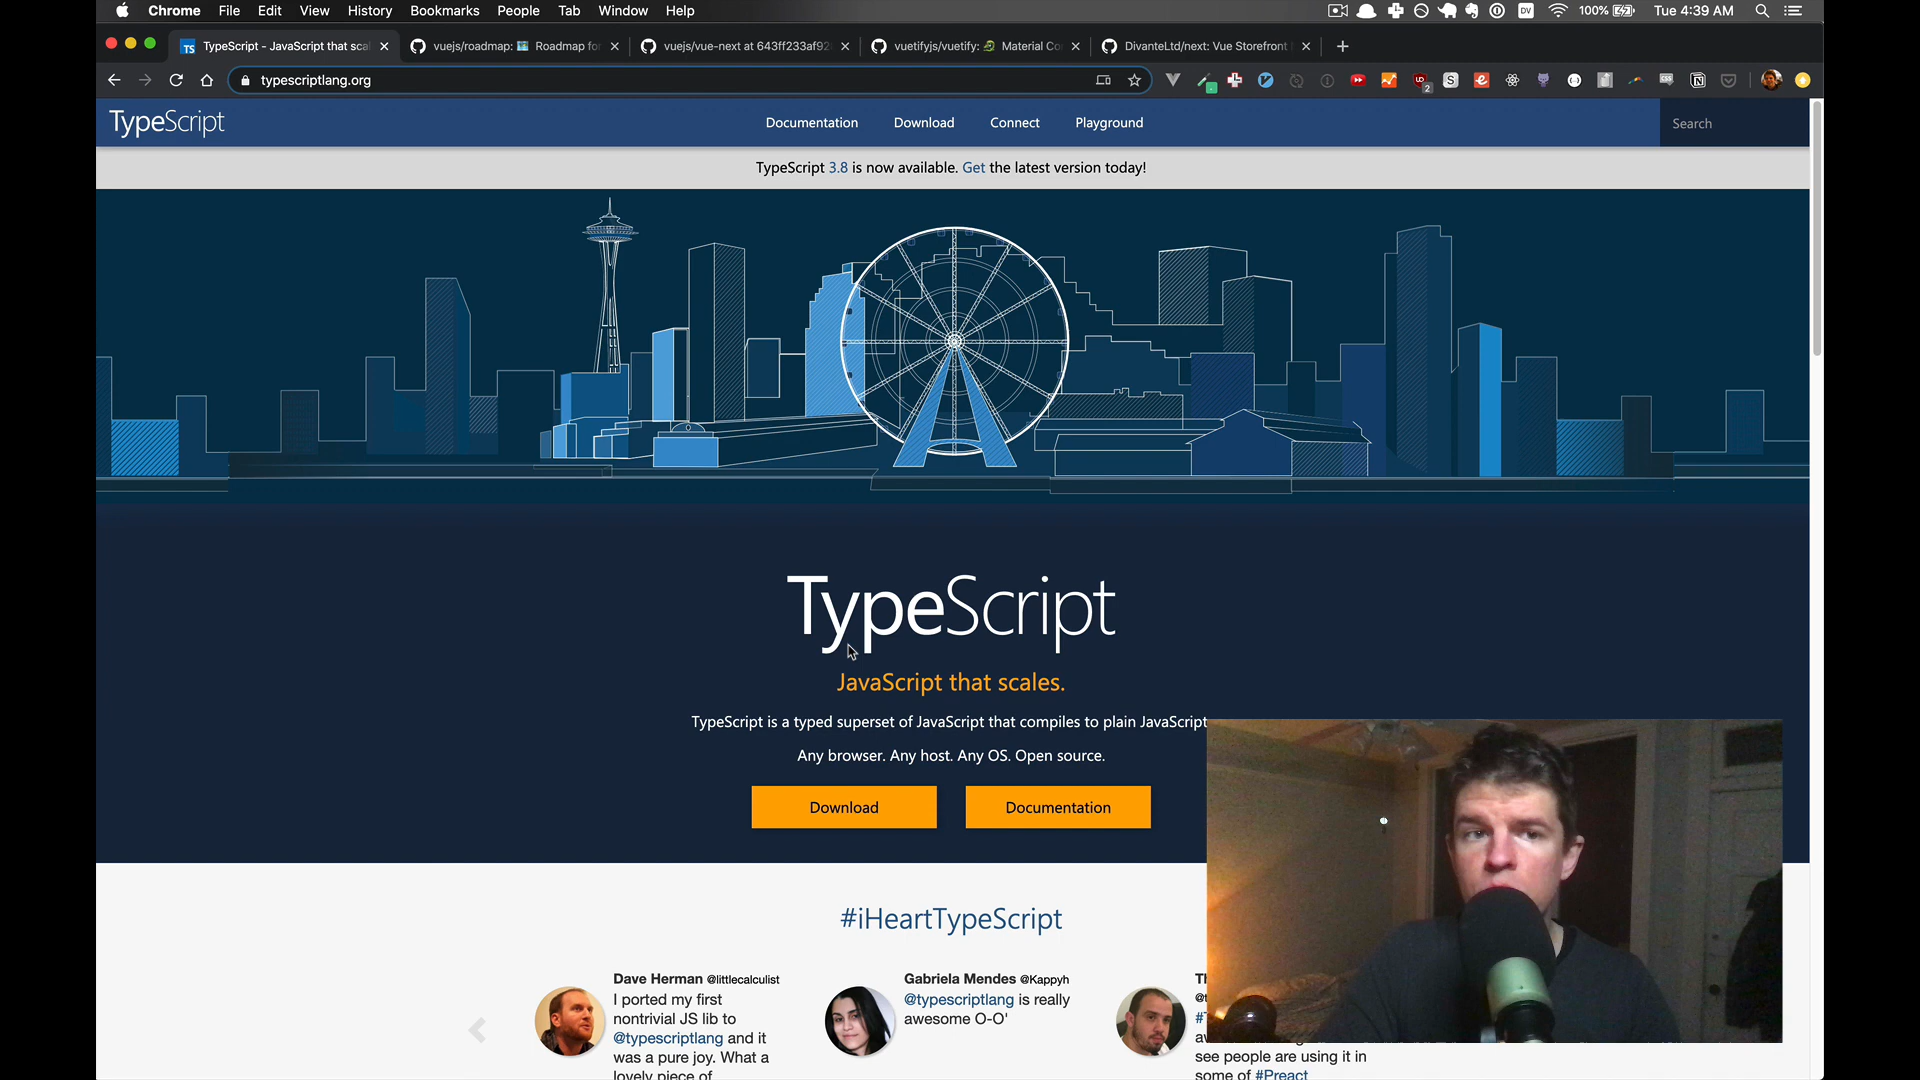 Chrome File Edit View History Bookmarks People Tab Window Help
100% Tue 4:39 AM
TypeScript - JavaScript that sca
vuejs/roadmap: Roadmap for
vuejs/vue-next at 643ff233af92
vuetifyjs/vuetify: Material Co
DivanteLtd/next: Vue Storefront
typescriptlang.org
TypeScript
Documentation Download Connect Playground
Search
TypeScript 3.8 is now available. Get the latest version today!
TypeScript
JavaScript that scales.
TypeScript is a typed superset of JavaScript that compiles to plain JavaScript
Any browser. Any host. Any OS. Open source.
Download Documentation
#iHeartTypeScript
Dave Herman @littlecalculist
I ported my first
nontrivial JS lib to
@typescriptlang and it
was a pure joy. What a
lovely piece of
Gabriela Mendes @Kappyh
@typescriptlang is really
awesome O-O'
see people are using it in
some of #Preact